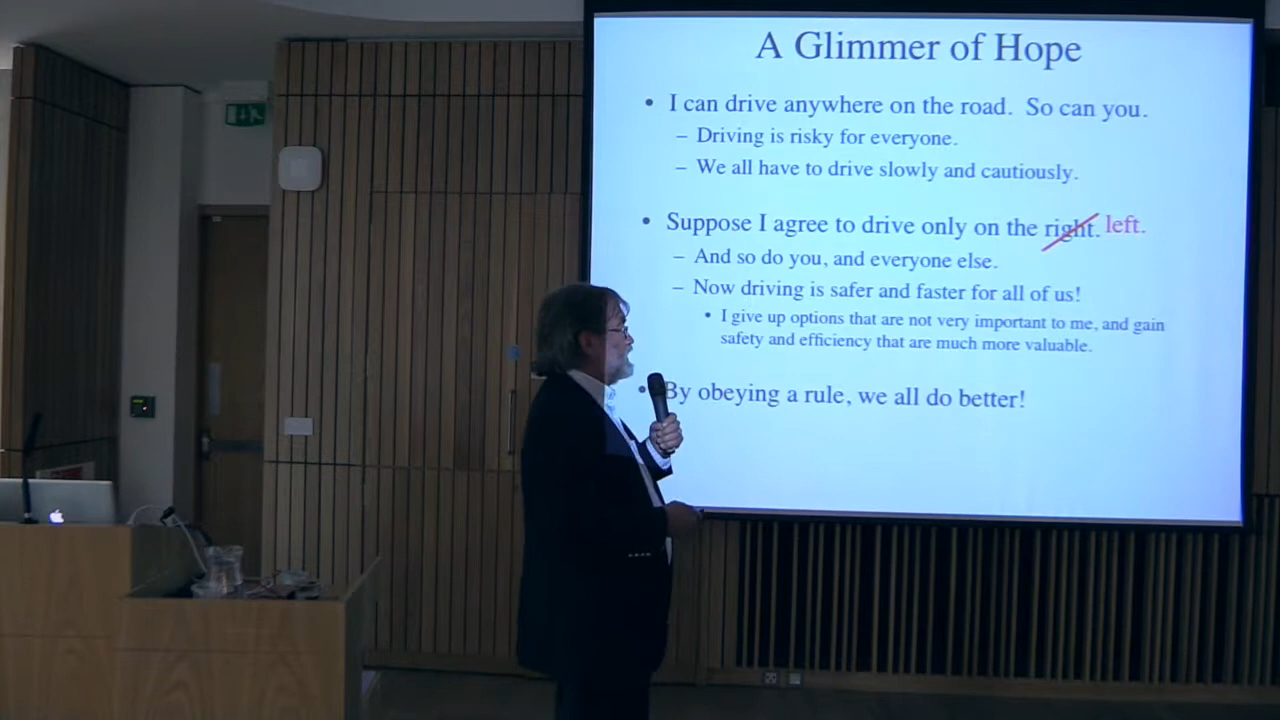 A Glimmer of Hope
• I can drive anywhere on the road. So can you.
– Driving is risky for everyone.
– We all have to drive slowly and cautiously.
• Suppose I agree to drive only on the right. left.
– And so do you, and everyone else.
– Now driving is safer and faster for all of us!
• I give up options that are not very important to me, and gain
safety and efficiency that are much more valuable.
• By obeying a rule, we all do better!